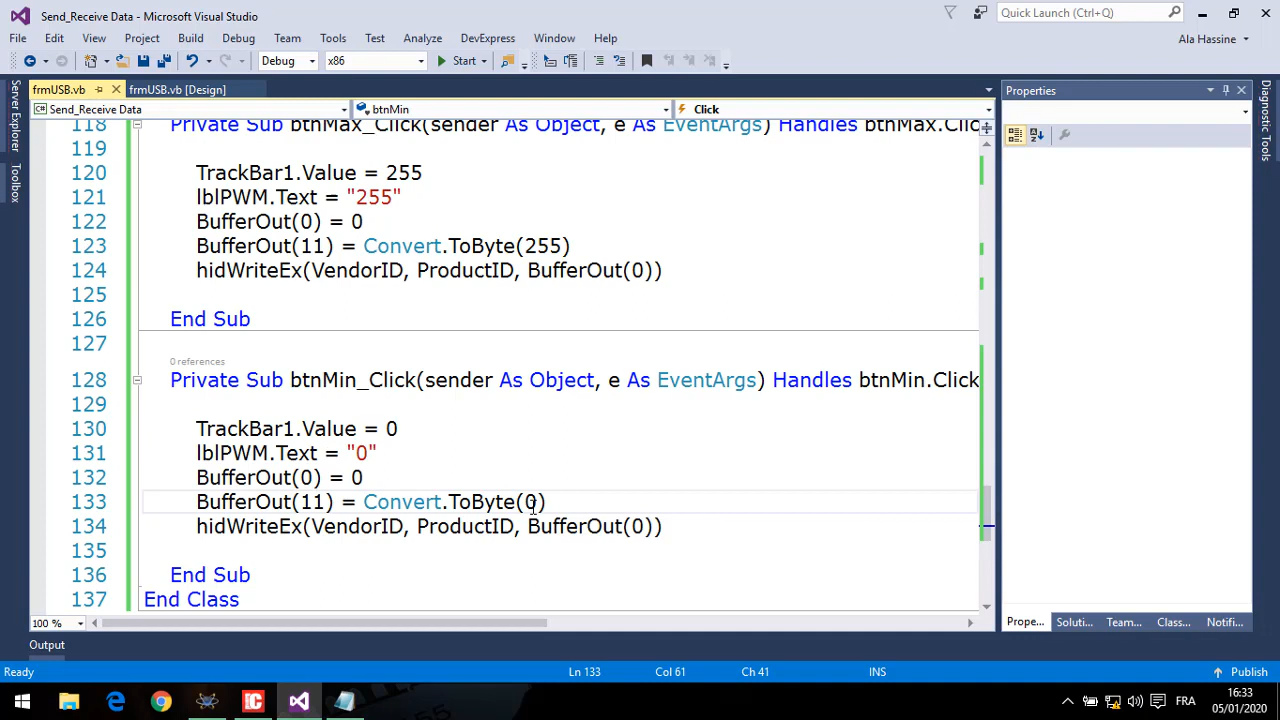 Send_Receive Data - Microsoft Visual Studio
Quick Launch (Ctrl+Q)
File Edit View Project Build Debug Team Tools Test Analyze DevExpress Window Help
Ala Hassine
Debug x86 Start
frmUSB.vb frmUSB.vb [Design]
Send_Receive Data btnMin Click
Server Explorer
Toolbox
118 Private Sub btnMax_Click(sender As Object, e As EventArgs) Handles btnMax.Clic
119
120 TrackBar1.Value = 255
121 lblPWM.Text = "255"
122 BufferOut(0) = 0
123 BufferOut(11) = Convert.ToByte(255)
124 hidWriteEx(VendorID, ProductID, BufferOut(0))
125
126 End Sub
127
0 references
128 Private Sub btnMin_Click(sender As Object, e As EventArgs) Handles btnMin.Click
129
130 TrackBar1.Value = 0
131 lblPWM.Text = "0"
132 BufferOut(0) = 0
133 BufferOut(11) = Convert.ToByte(0)
134 hidWriteEx(VendorID, ProductID, BufferOut(0))
135
136 End Sub
137 End Class
100 %
Properties
Diagnostic Tools
Prope... Soluti... Team... Class... Notifi...
Output
Ready Ln 133 Col 61 Ch 41 INS Publish
FRA 16:33
05/01/2020